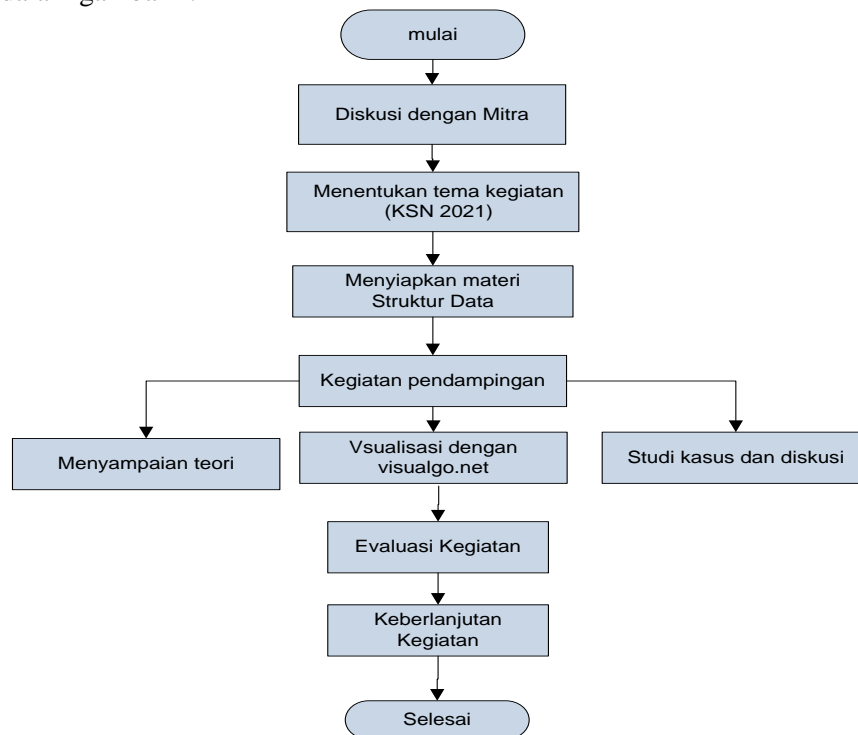 mulai
Diskusi dengan Mitra
Menentukan tema kegiatan
(KSN 2021)
Menyiapkan materi
Struktur Data
Kegiatan pendampingan
Menyampaian teori
Vsualisasi dengan
visualgo.net
Studi kasus dan diskusi
Evaluasi Kegiatan
Keberlanjutan
Kegiatan
Selesai